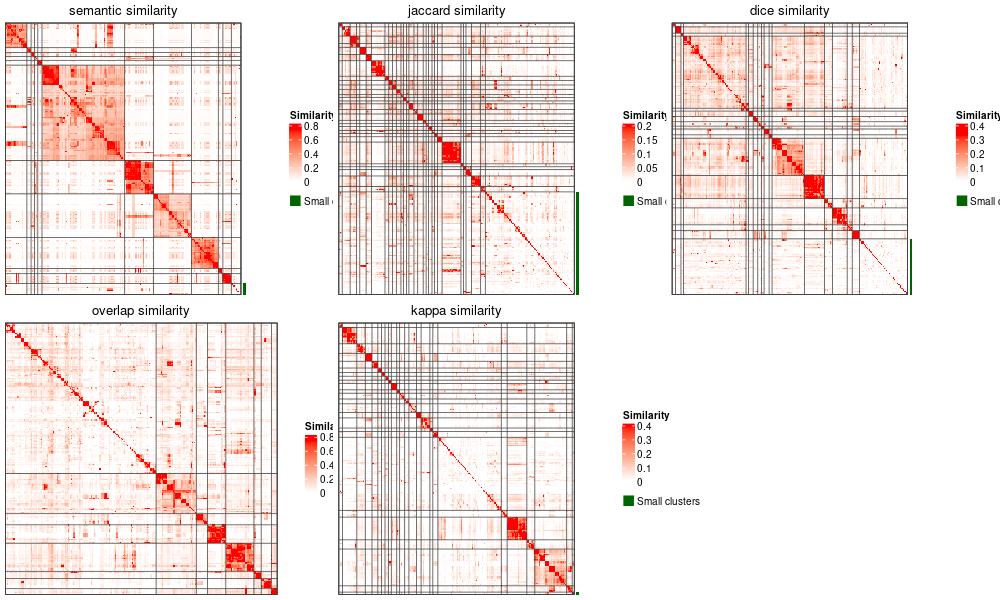 semantic similarity
Similarity
0.8
0.6
0.4
0.2
0
Small
jaccard similarity
Similarity
0.2
0.15
0.1
0.05
0
Small
dice similarity
Similarity
0.4
0.3
0.2
0.1
0
Small
overlap similarity
0.8
0.6
0.4
0.2
0
kappa similarity
Similarity
0.4
0.3
0.2
0.1
0
Small clusters